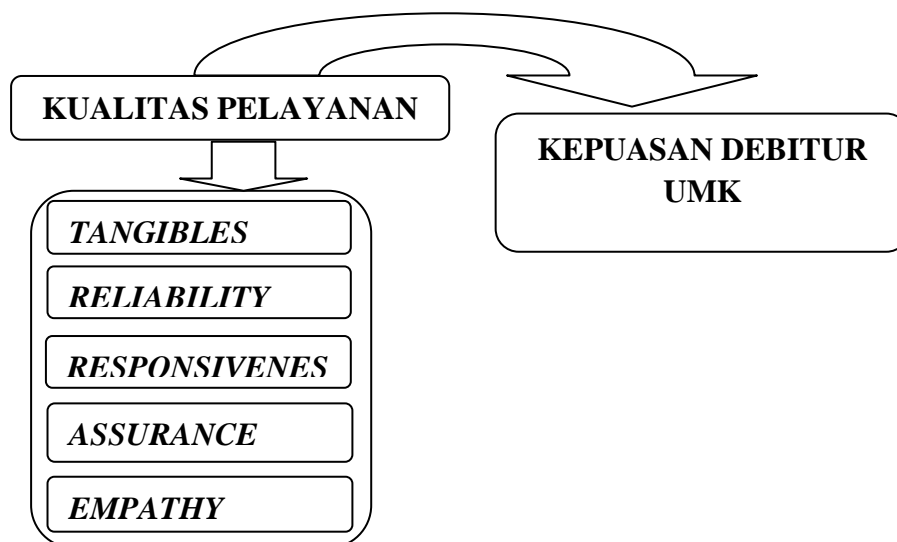 KUALITAS PELAYANAN
KEPUASAN DEBITUR
UMK
TANGIBLES
RELIABILITY
RESPONSIVENES
ASSURANCE
EMPATHY